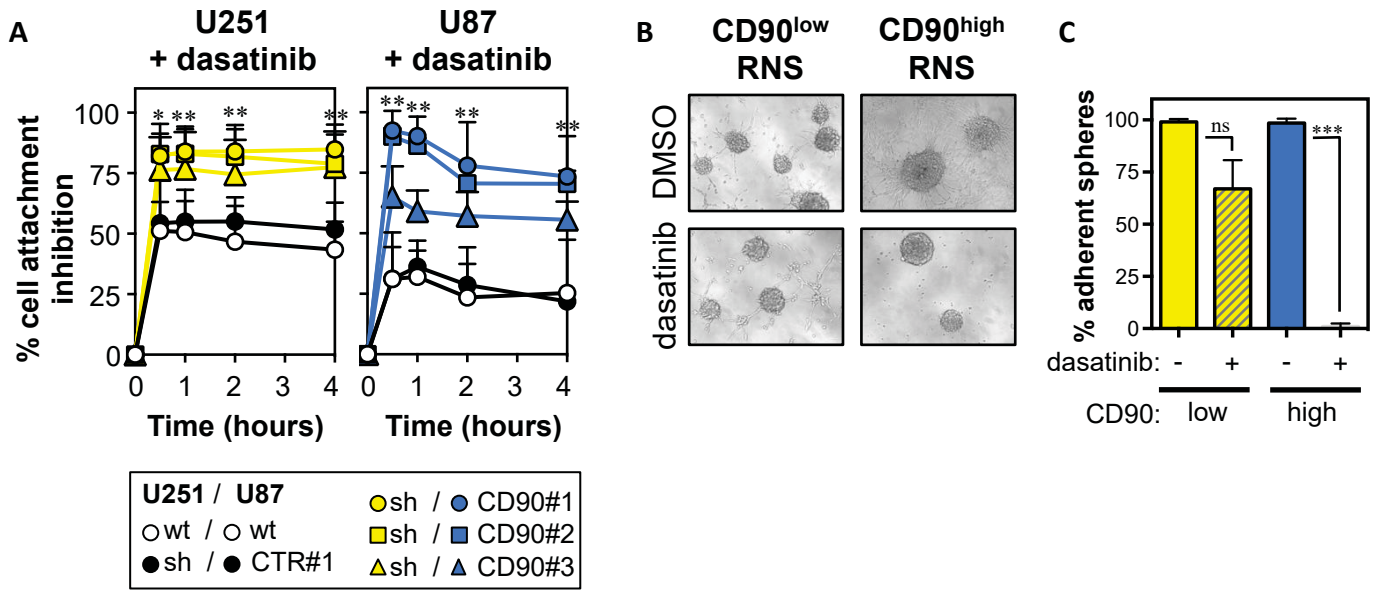 A
U251
+ dasatinib
U87
+ dasatinib
% cell attachment
inhibition
100
75
50
25
0
* ** ** **
** ** ** **
0 1 2 3 4
0 1 2 3 4
Time (hours)
Time (hours)
U251 / U87
wt / wt
sh / CTR#1
sh / CD90#1
sh / CD90#2
sh / CD90#3
B
CD90low
RNS
CD90high
RNS
DMSO
dasatinib
C
% adherent spheres
100
75
50
25
0
ns
***
dasatinib: - + - +
CD90: low high